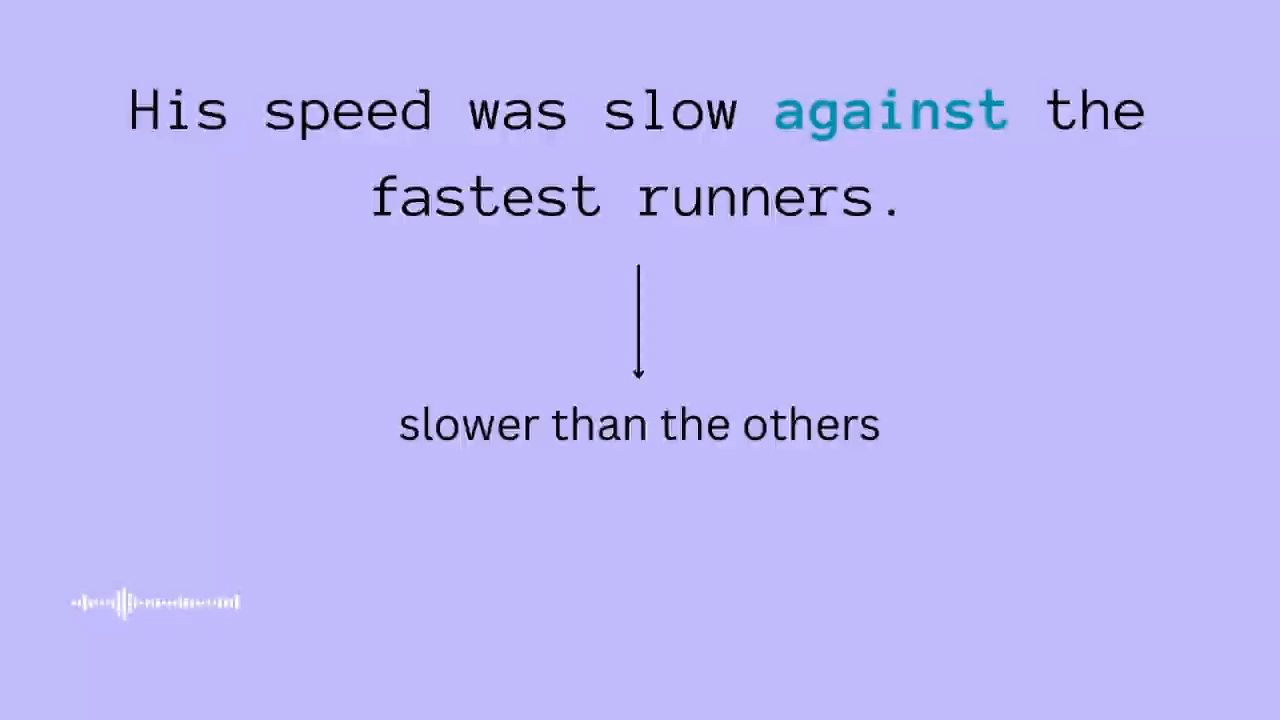 His speed was slow against the
fastest runners.
slower than the others